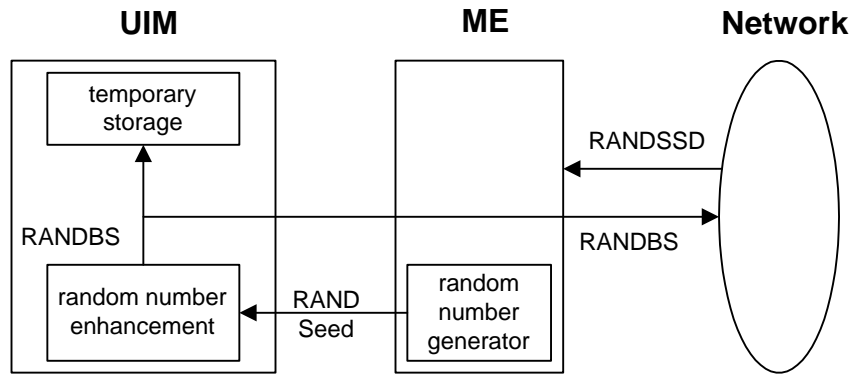 UIM
ME
Network
temporary
storage
RANDSSD
RANDBS
RANDBS
random number
enhancement
RAND
Seed
random
number
generator